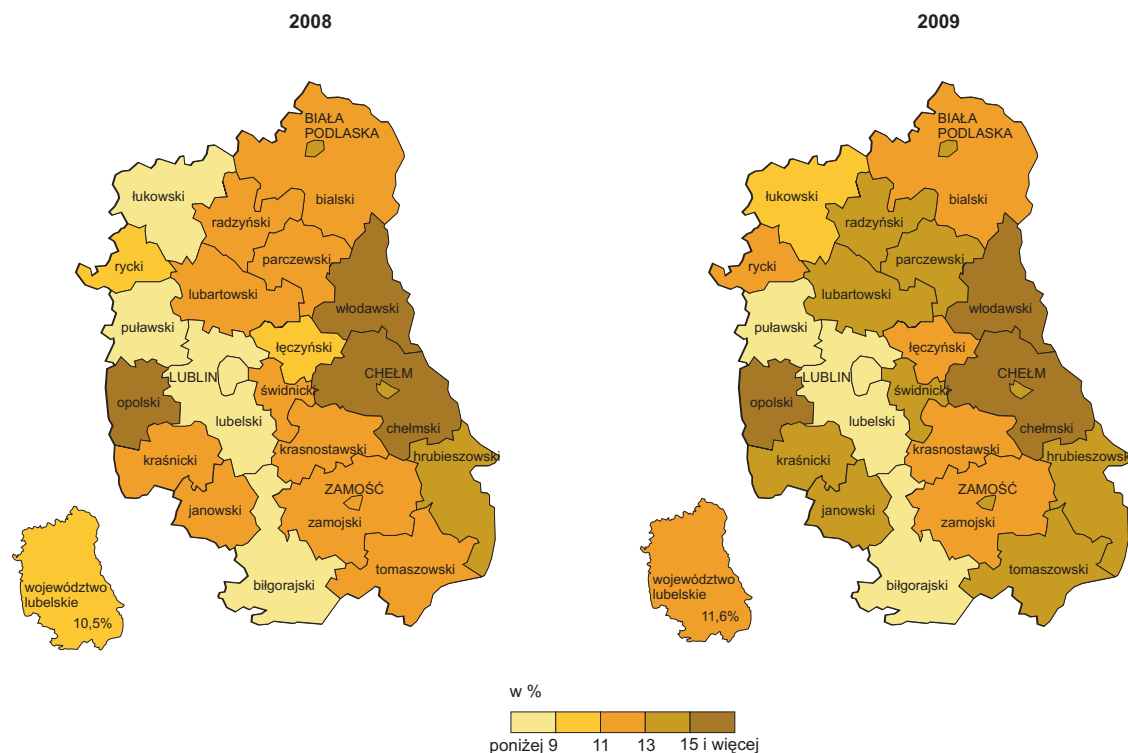 2008
BIAŁA
PODLASKA
łukowski
bialski
radzyński
rycki
parczewski
lubartowski
włodawski
puławski
łęczyński
LUBLIN
CHEŁM
świdnicki
opolski
lubelski
chełmski
krasnostawski
hrubieszowski
kraśnicki
ZAMOŚĆ
janowski
zamojski
tomaszowski
biłgorajski
województwo
lubelskie
10,5%
2009
BIAŁA
PODLASKA
łukowski
bialski
radzyński
rycki
parczewski
lubartowski
włodawski
puławski
łęczyński
LUBLIN
CHEŁM
świdnicki
opolski
lubelski
chełmski
krasnostawski
hrubieszowski
kraśnicki
ZAMOŚĆ
janowski
zamojski
tomaszowski
biłgorajski
województwo
lubelskie
11,6%
w %
poniżej 9 11 13 15 i więcej